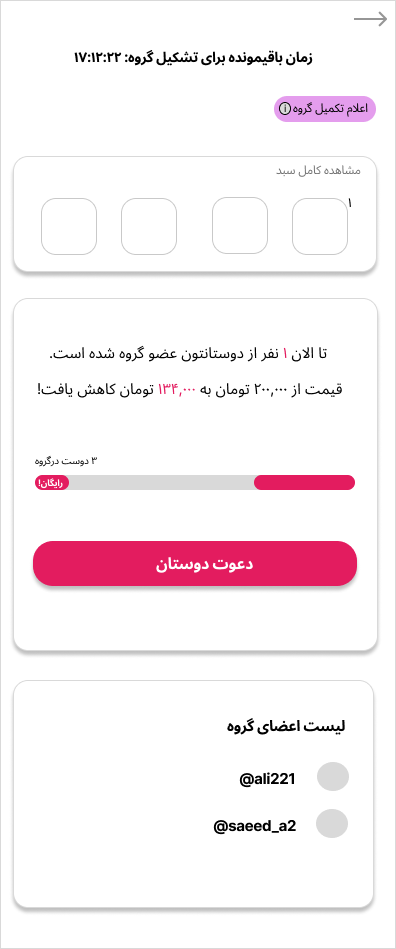 زمان باقیمونده برای تشکیل گروه: ۱۷:۱۲:۲۲
اعلام تکمیل گروه
مشاهده کامل سبد
۱
تا الان ۱ نفر از دوستانتون عضو گروه شده است.
قیمت از ۲۰۰,۰۰۰ تومان به ۱۳۴,۰۰۰ تومان کاهش یافت!
۳ دوست درگروه
رایگان!
دعوت دوستان
لیست اعضای گروه
@ali221
@saeed_a2